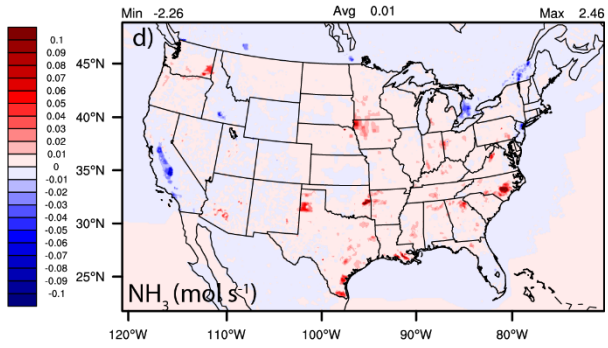 Min -2.26 Avg 0.01 Max 2.46
d)
0.1
0.09
0.08
0.07
0.06
0.05
0.04
0.03
0.02
0.01
0
-0.01
-0.02
-0.03
-0.04
-0.05
-0.06
-0.07
-0.08
-0.09
-0.1
45°N
40°N
35°N
30°N
25°N
NH₃ (mol s⁻¹)
120°W 110°W 100°W 90°W 80°W